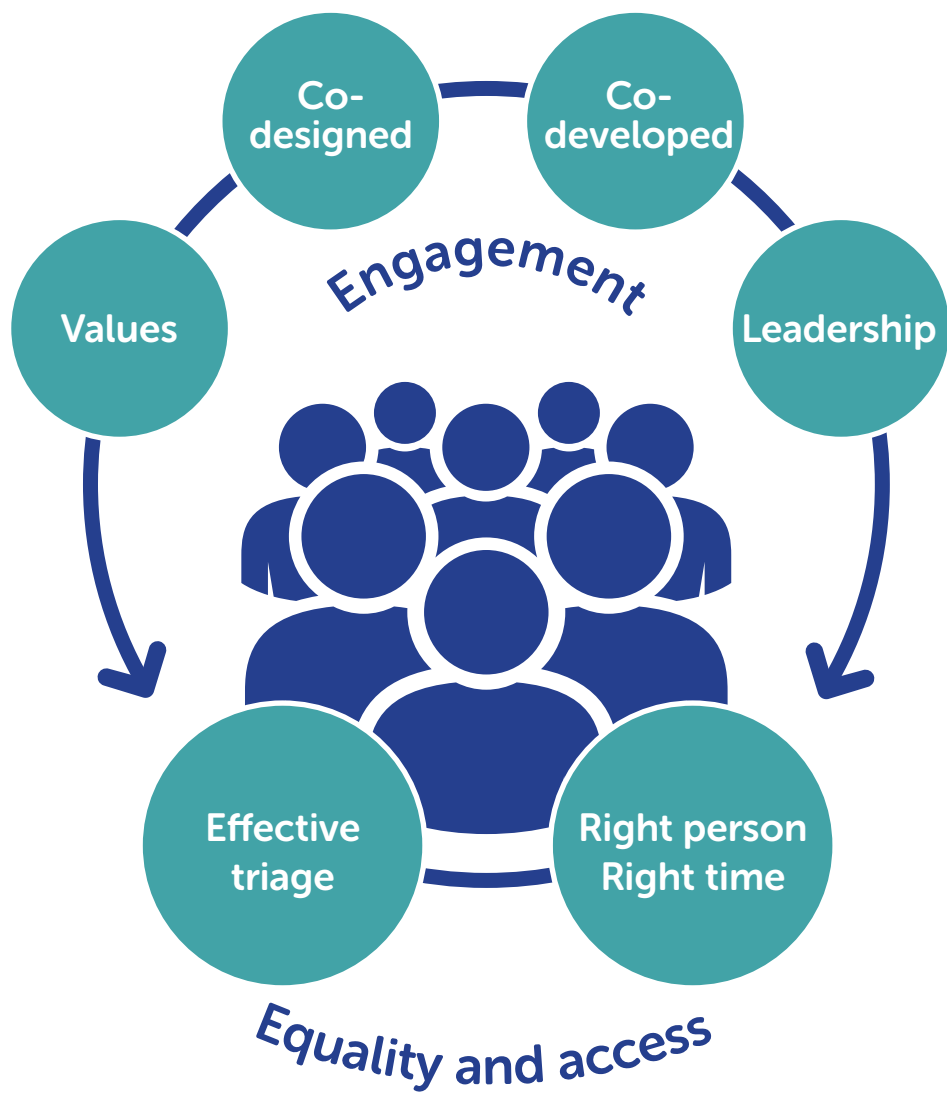 Co-
designed
Co-
developed
Engagement
Values
Leadership
Effective
triage
Right person
Right time
Equality and access